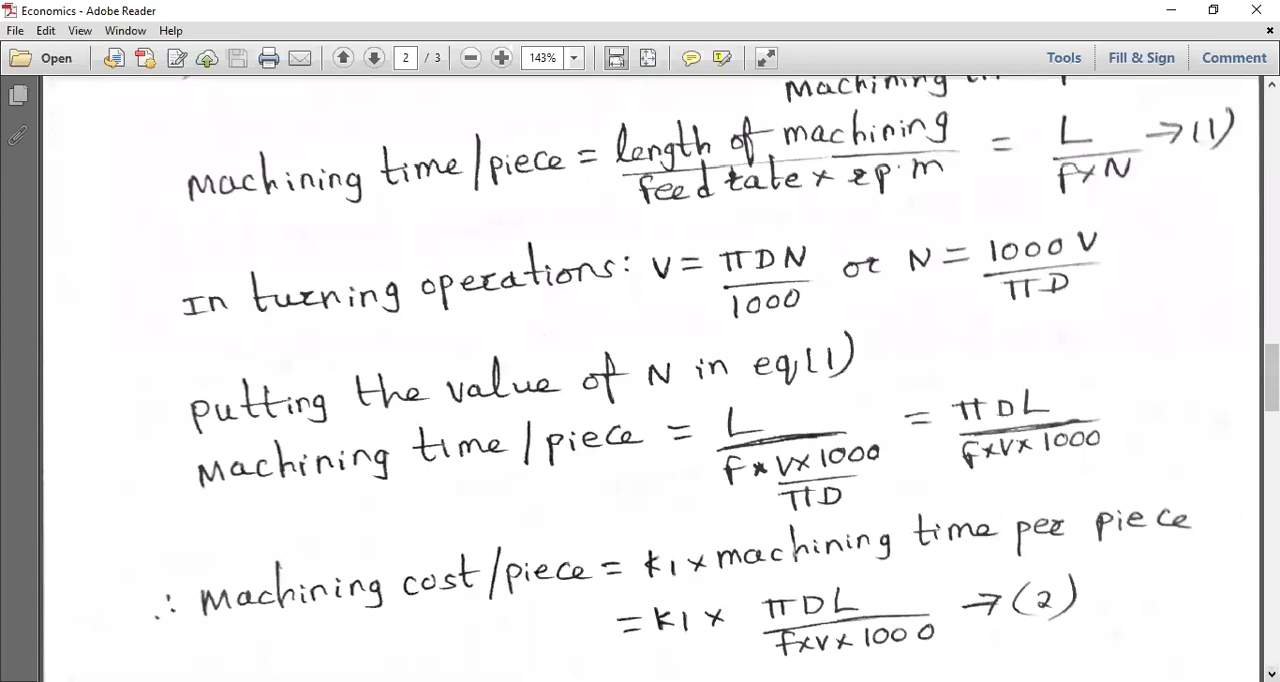 Economics - Adobe Reader
File Edit View Window Help
Open 2 / 3 143% Tools Fill & Sign Comment
Machining
Machining time/piece = length of machining / feed rate × rp.m = L / f×N → (1)
In turning operations: V = πDN / 1000 or N = 1000 V / πD
putting the value of N in eq(1)
Machining time/piece = L / (f × V×1000 / πD) = πDL / f×V×1000
∴ Machining cost/piece = K1 × machining time per piece
= K1 × πDL / f×V×1000 → (2)